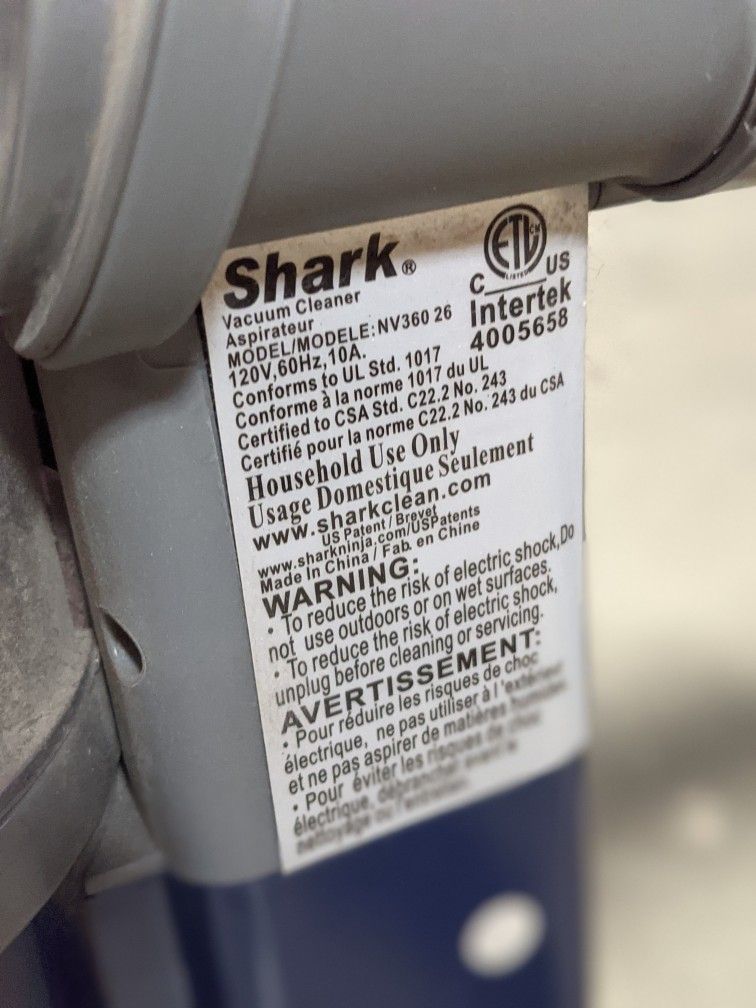 Shark®
Vacuum Cleaner
Aspirateur
MODEL/MODELE:NV360 26
120V,60Hz,10A.
ETL CM
LISTED
C US
Intertek
4005658
Conforms to UL Std. 1017
Conforme à la norme 1017 du UL
Certified to CSA Std. C22.2 No. 243
Certifié pour la norme C22.2 No. 243 du CSA
Household Use Only
Usage Domestique Seulement
www.sharkclean.com
US Patent / Brevet
www.sharkninja.com/USPatents
Made In China / Fab. en Chine
WARNING:
• To reduce the risk of electric shock,Do
not use outdoors or on wet surfaces.
• To reduce the risk of electric shock,
unplug before cleaning or servicing.
AVERTISSEMENT:
• Pour réduire les risques de choc
électrique, ne pas utiliser à l'extérieur
et ne pas aspirer de matières humides.
• Pour éviter les risques de choc
électrique, débrancher avant le
nettoyage ou l'entretien.